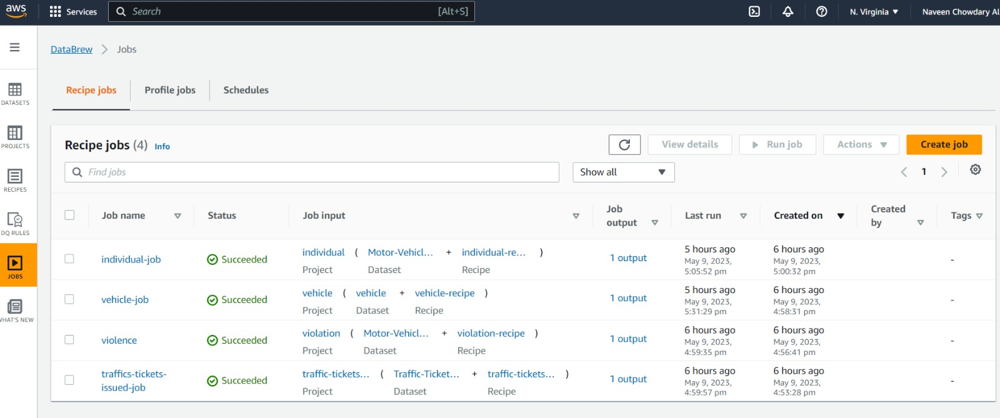 aws Services Search [Alt+S] N. Virginia ▼ Naveen Chowdary Al
DataBrew > Jobs
Recipe jobs Profile jobs Schedules
DATASETS
PROJECTS
RECIPES
DQ RULES
JOBS
WHAT'S NEW
Recipe jobs (4) Info View details Run job Actions Create job
Find jobs Show all 1
Job name Status Job input Job output Last run Created on Created by Tags
individual-job Succeeded individual ( Motor-Vehicl... + individual-re... ) 1 output 5 hours ago 6 hours ago -
Project Dataset Recipe May 9, 2023, May 9, 2023,
5:05:52 pm 5:00:32 pm
vehicle-job Succeeded vehicle ( vehicle + vehicle-recipe ) 1 output 5 hours ago 6 hours ago -
Project Dataset Recipe May 9, 2023, May 9, 2023,
5:31:29 pm 4:58:31 pm
violence Succeeded violation ( Motor-Vehicl... + violation-recipe ) 1 output 6 hours ago 6 hours ago -
Project Dataset Recipe May 9, 2023, May 9, 2023,
4:59:35 pm 4:56:41 pm
traffics-tickets- Succeeded traffic-tickets... ( Traffic-Ticket... + traffic-tickets... ) 1 output 6 hours ago 6 hours ago -
issued-job Project Dataset Recipe May 9, 2023, May 9, 2023,
4:59:57 pm 4:53:28 pm